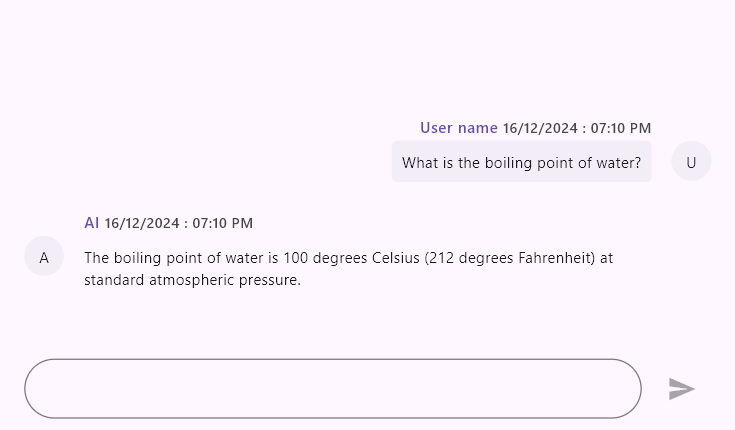 User name 16/12/2024 : 07:10 PM
What is the boiling point of water?
U
AI 16/12/2024 : 07:10 PM
A
The boiling point of water is 100 degrees Celsius (212 degrees Fahrenheit) at
standard atmospheric pressure.